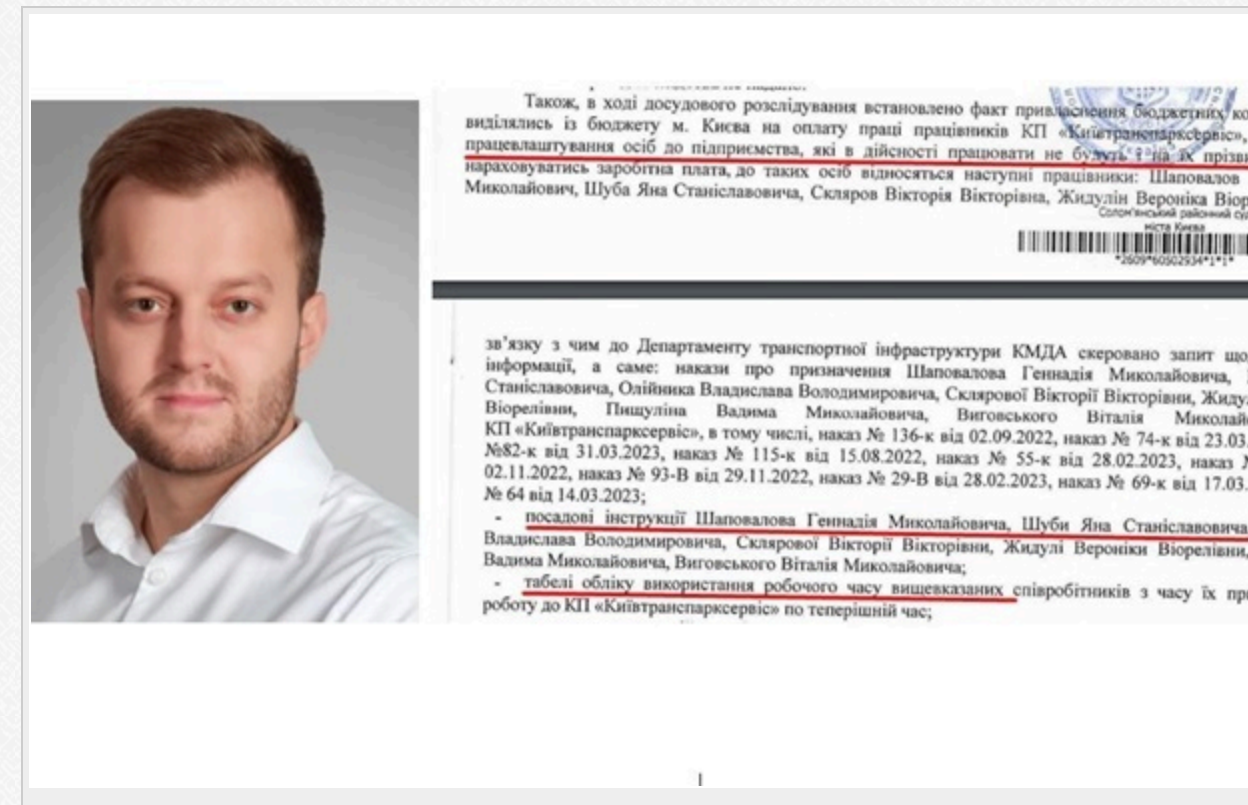 Також, в ході досудового розслідування встановлено факт привласнення бюджетних
виділялись із бюджету м. Києва на оплату праці працівників КП «Київтранспарксервіс»,
працевлаштування осіб до підприємства, які в дійсності працювати не будуть і на їх
нараховуватись заробітна плата, до таких осіб відносяться наступні працівники: Шаповалов
Миколайович, Шуба Яна Станіславовича, Скляров Вікторія Вікторівна, Жидулін Вероніка
Солом'янський районний
міста Києва
*2609*60502934*1*1*
зв'язку з чим до Департаменту транспортної інфраструктури КМДА скеровано запит
інформації, а саме: накази про призначення Шаповалова Геннадія Миколайовича,
Станіславовича, Олійника Владислава Володимировича, Склярової Вікторії Вікторівни,
Віорелівни, Пищуліна Вадима Миколайовича, Виговського Віталія
КП «Київтранспарксервіс», в тому числі, наказ № 136-к від 02.09.2022, наказ № 74-к від 23.03.
№82-к від 31.03.2023, наказ № 115-к від 15.08.2022, наказ № 55-к від 28.02.2023, наказ
02.11.2022, наказ № 93-В від 29.11.2022, наказ № 29-В від 28.02.2023, наказ № 69-к від 17.03.
№ 64 від 14.03.2023;
- посадові інструкції Шаповалова Геннадія Миколайовича, Шуби Яна Станіславовича
Владислава Володимировича, Склярової Вікторії Вікторівни, Жидулі Вероніки Віорелівни,
Вадима Миколайовича, Виговського Віталія Миколайовича;
- табелі обліку використання робочого часу вищевказаних співробітників з часу їх
роботу до КП «Київтранспарксервіс» по теперішній час;